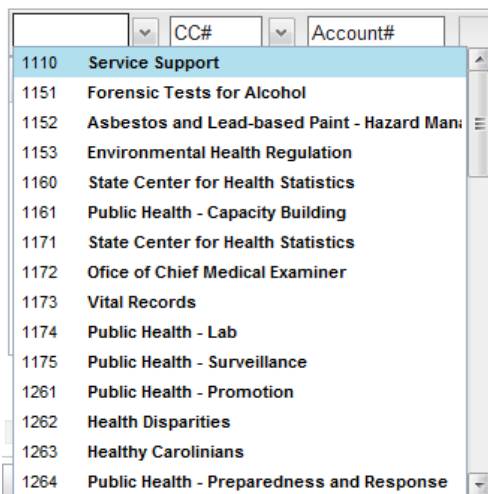 CC# Account#
1110 Service Support
1151 Forensic Tests for Alcohol
1152 Asbestos and Lead-based Paint - Hazard
1153 Environmental Health Regulation
1160 State Center for Health Statistics
1161 Public Health - Capacity Building
1171 State Center for Health Statistics
1172 Ofice of Chief Medical Examiner
1173 Vital Records
1174 Public Health - Lab
1175 Public Health - Surveillance
1261 Public Health - Promotion
1262 Health Disparities
1263 Healthy Carolinians
1264 Public Health - Preparedness and Response